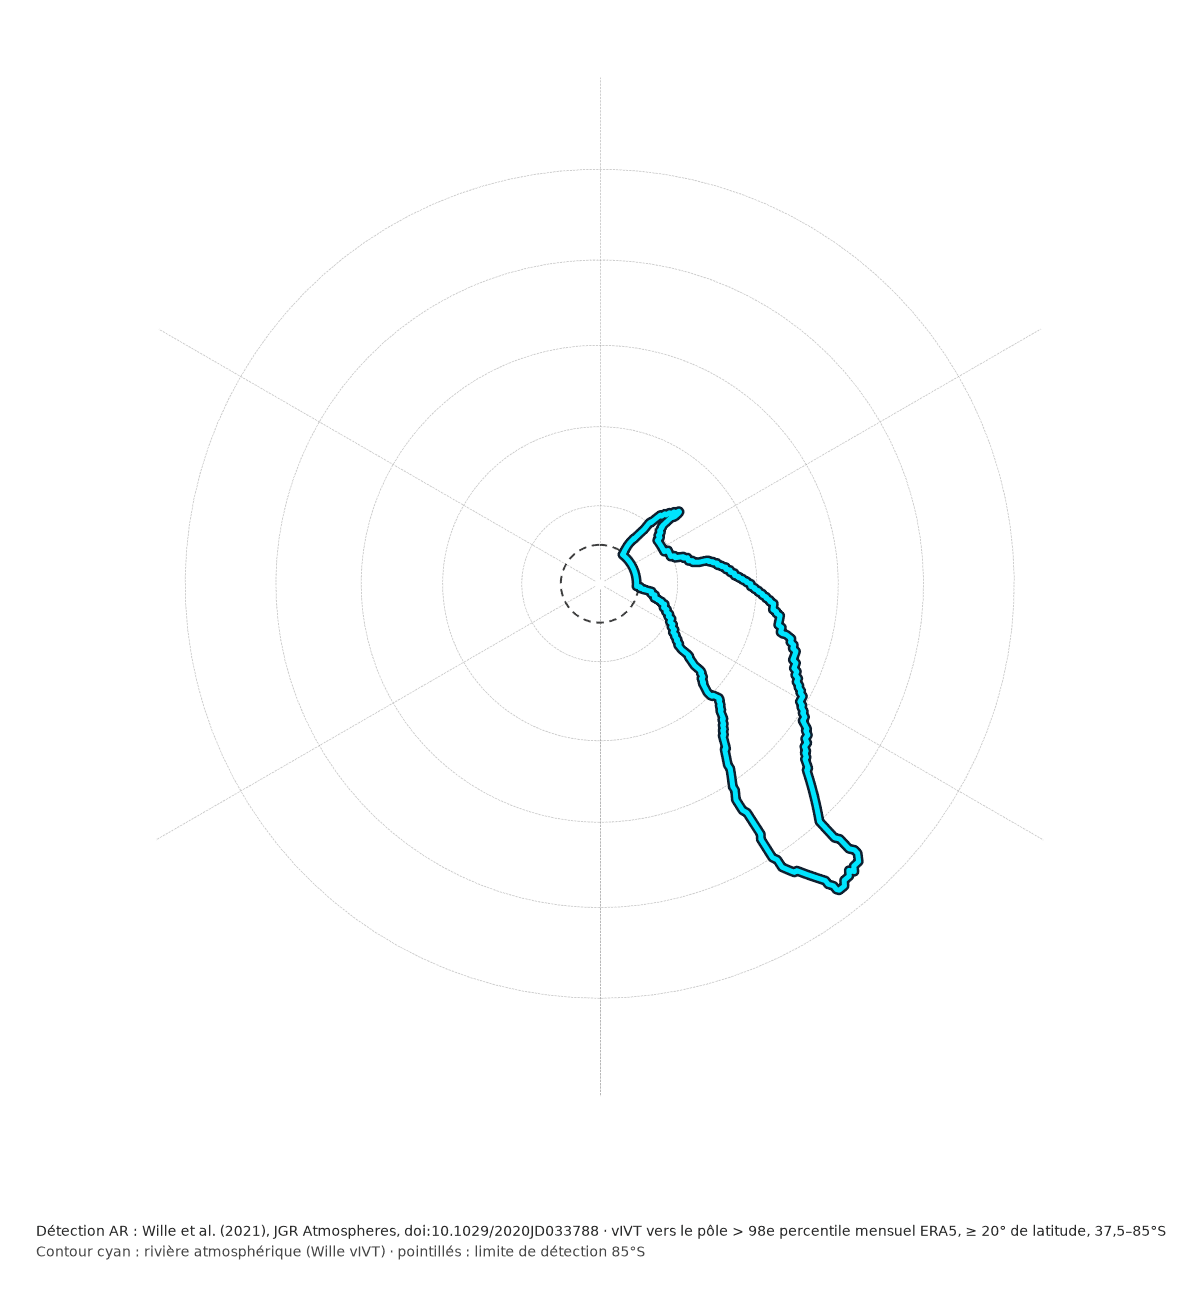 Détection AR : Wille et al. (2021), JGR Atmospheres, doi:10.1029/2020JD033788 · vIVT vers le pôle > 98e percentile mensuel ERA5, ≥ 20° de latitude, 37,5–85°S
Contour cyan : rivière atmosphérique (Wille vIVT) · pointillés : limite de détection 85°S